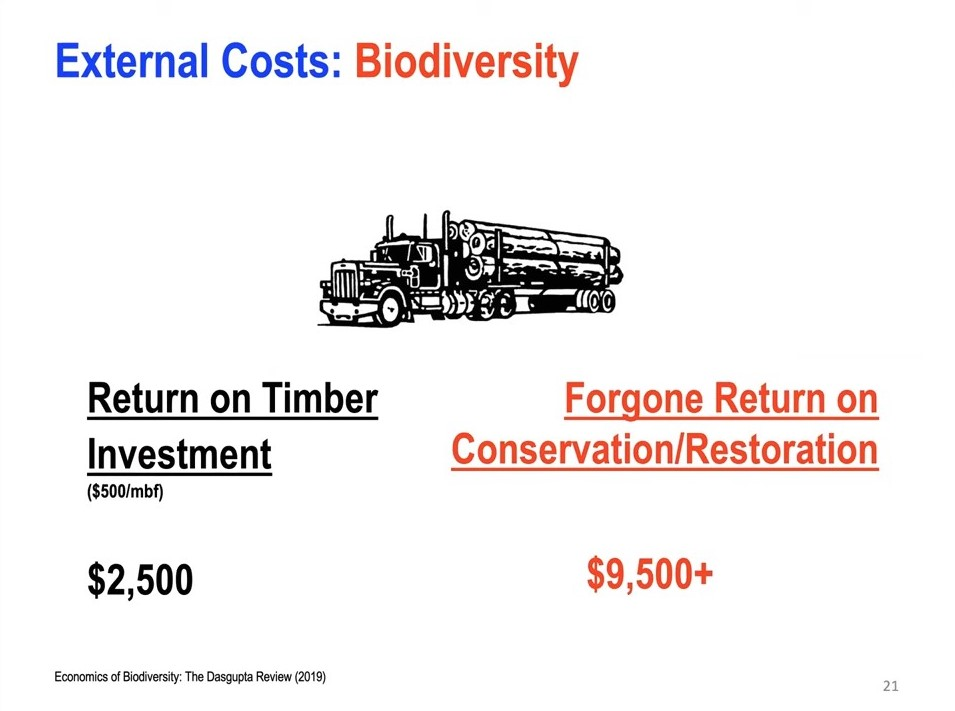 External Costs: Biodiversity
Return on Timber
Investment
($500/mbf)
$2,500
Forgone Return on
Conservation/Restoration
$9,500+
Economics of Biodiversity: The Dasgupta Review (2019)
21